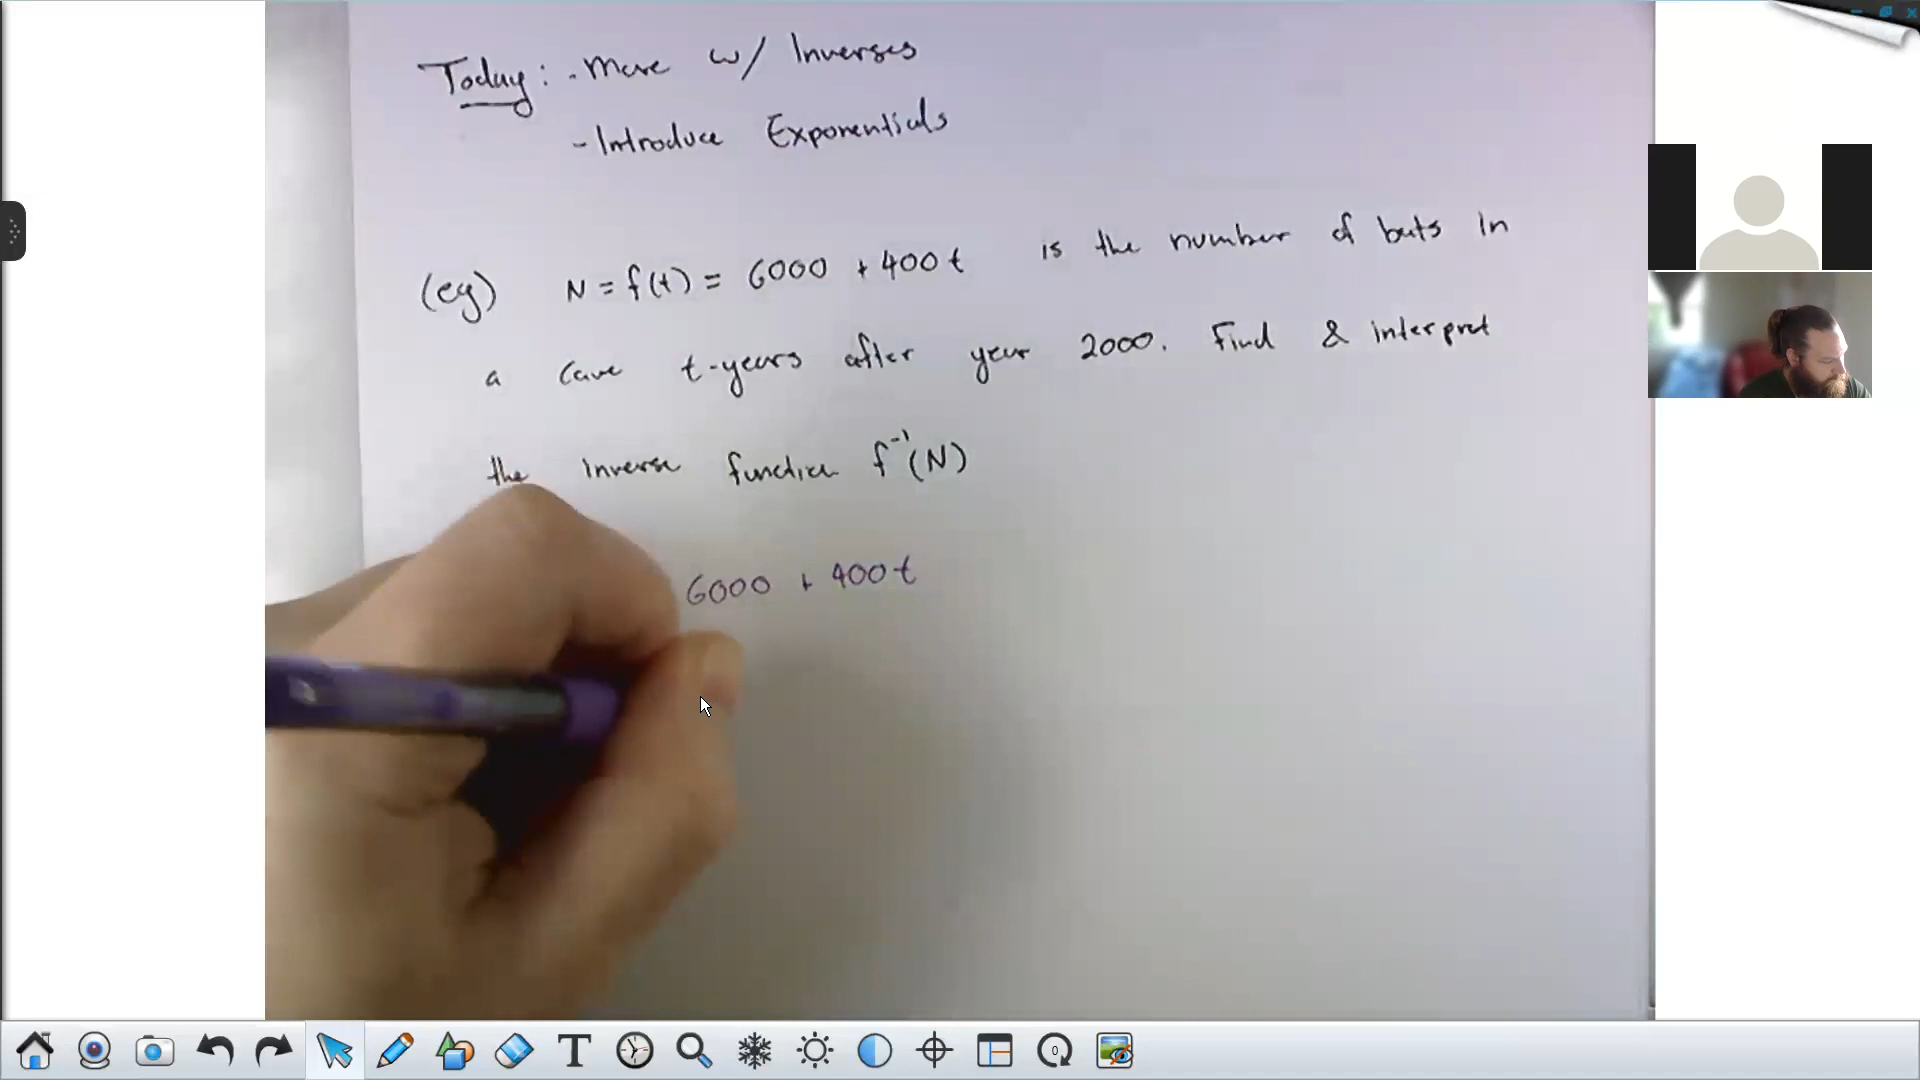 Today: - More w/ Inverses
- Introduce Exponentials
(eg) N = f(t) = 6000 + 400t is the number of bats in
a cave t-years after year 2000. Find & interpret
the inverse function f⁻¹(N)
6000 + 400t
T
0